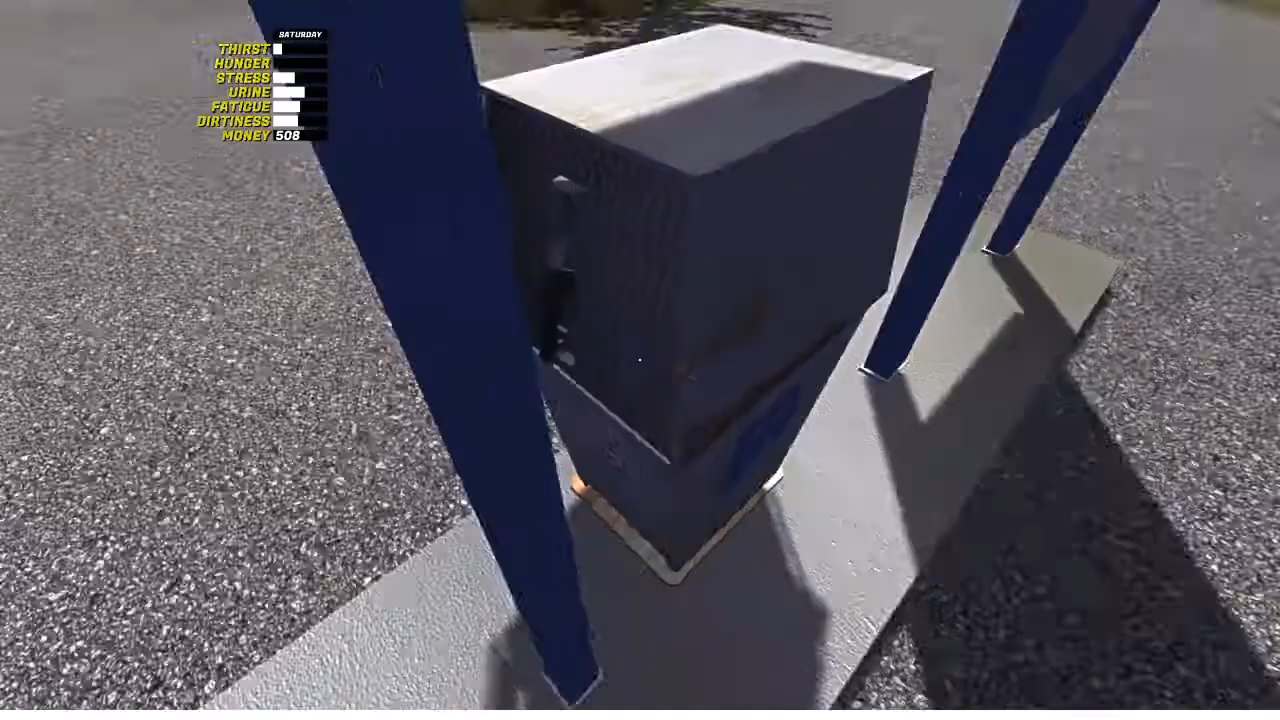 SATURDAY
THIRST
HUNGER
STRESS
URINE
FATIGUE
DIRTINESS
MONEY 508